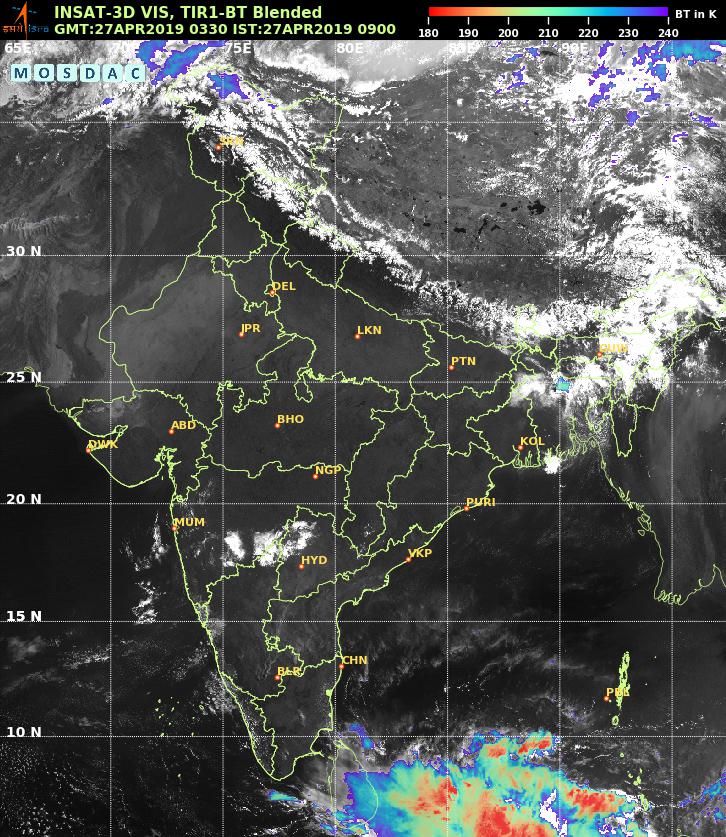 INSAT-3D VIS, TIR1-BT Blended
GMT:27APR2019 0330 IST:27APR2019 0900
BT in K
180 190 200 210 220 230 240
65E 70E 75E 80E 85E 90E
MOSDAC
SRN
30 N
DEL
JPR
LKN
GUW
PTN
25 N
ABD
BHO
DWK
KOL
NGP
20 N
PURI
MUM
VKP
HYD
15 N
CHN
BLR
PBL
10 N